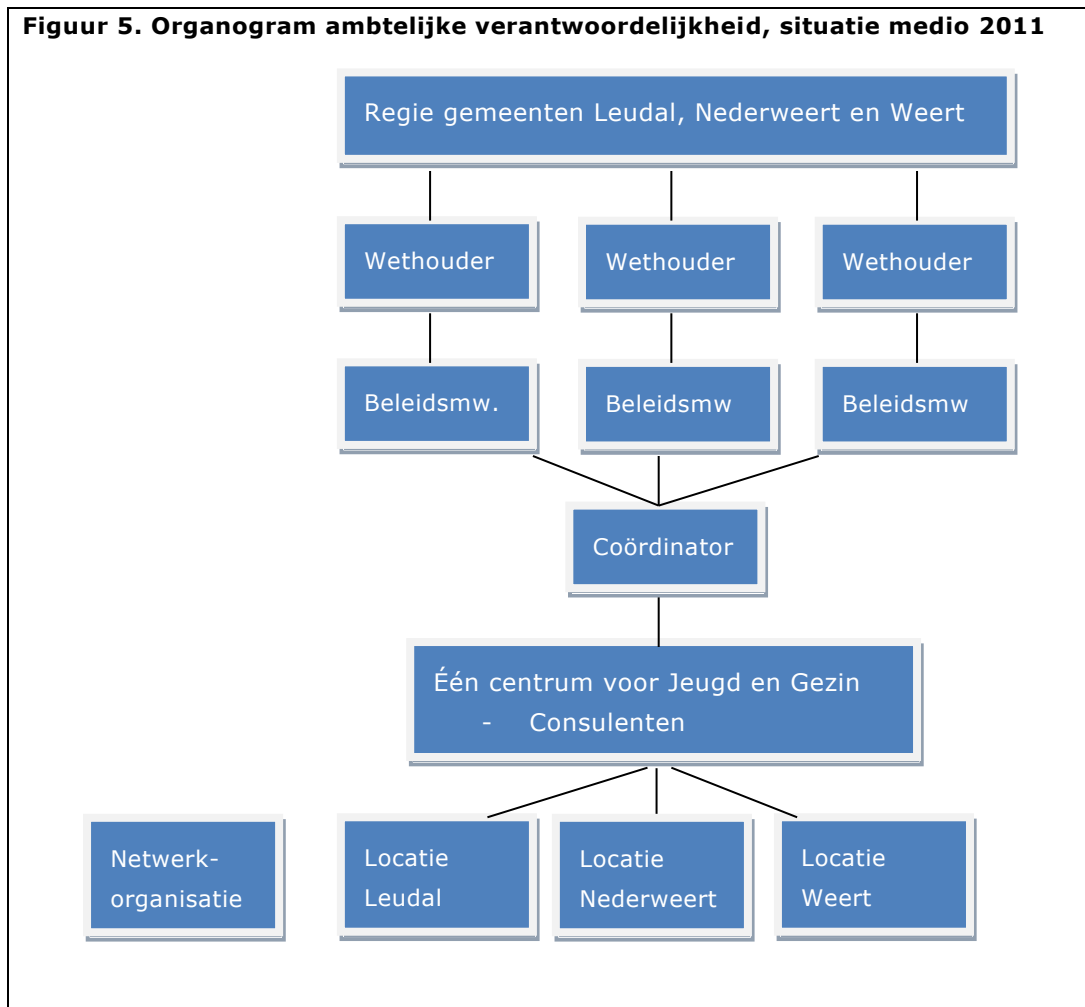 Figuur 5. Organogram ambtelijke verantwoordelijkheid, situatie medio 2011
Regie gemeenten Leudal, Nederweert en Weert
Wethouder
Wethouder
Wethouder
Beleidsmw.
Beleidsmw
Beleidsmw
Coördinator
Één centrum voor Jeugd en Gezin
- Consulenten
Netwerk-
organisatie
Locatie
Leudal
Locatie
Nederweert
Locatie
Weert